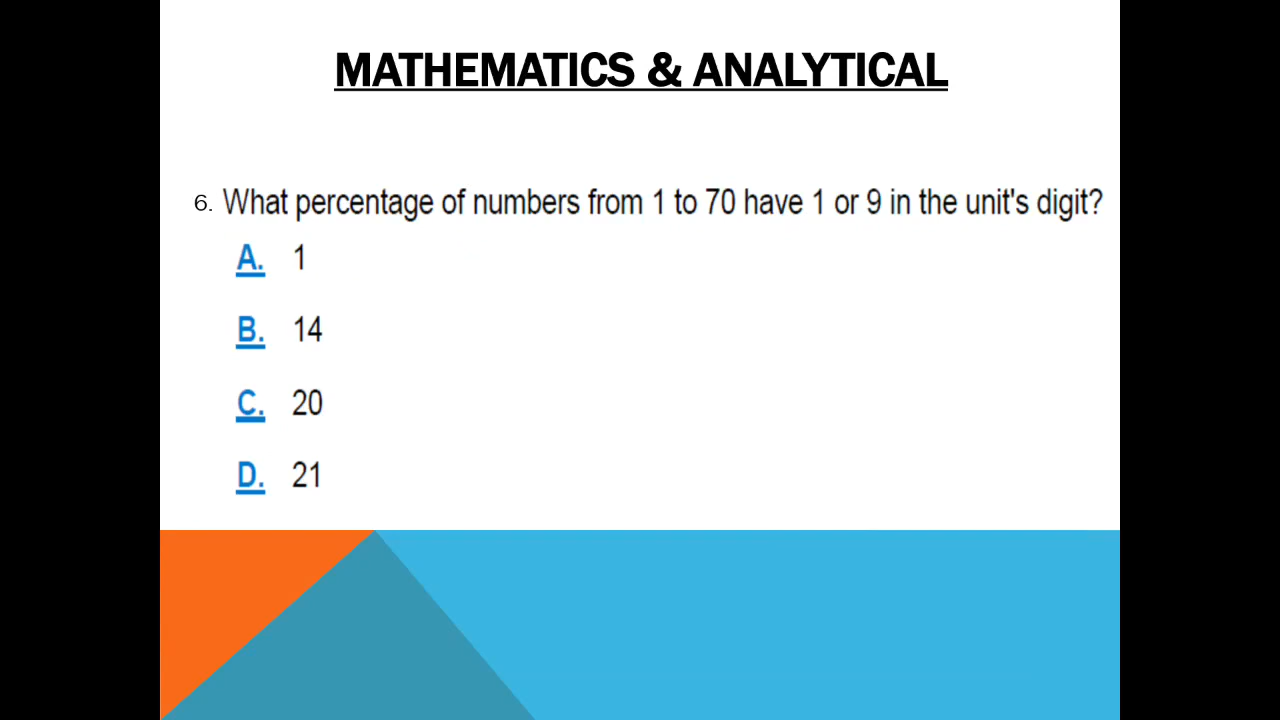 MATHEMATICS & ANALYTICAL
6. What percentage of numbers from 1 to 70 have 1 or 9 in the unit's digit?
A. 1
B. 14
C. 20
D. 21